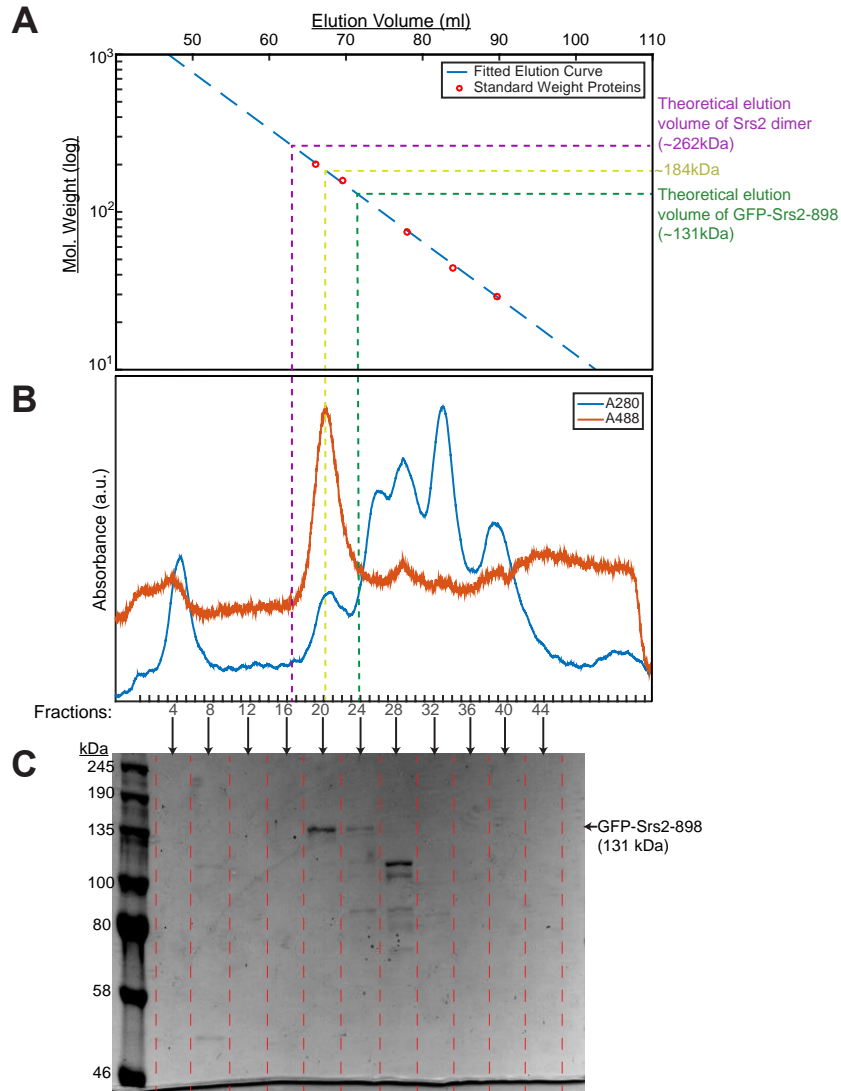 A
Elution Volume (ml)
50 60 70 80 90 100 110
10³
10²
10¹
Mol. Weight (log)
Fitted Elution Curve
Standard Weight Proteins
Theoretical elution
volume of Srs2 dimer
(~262kDa)
~184kDa
Theoretical elution
volume of GFP-Srs2-898
(~131kDa)
B
A280
A488
Absorbance (a.u.)
Fractions: 4 8 12 16 20 24 28 32 36 40 44
C
kDa
245
190
135
100
80
58
46
GFP-Srs2-898
(131 kDa)